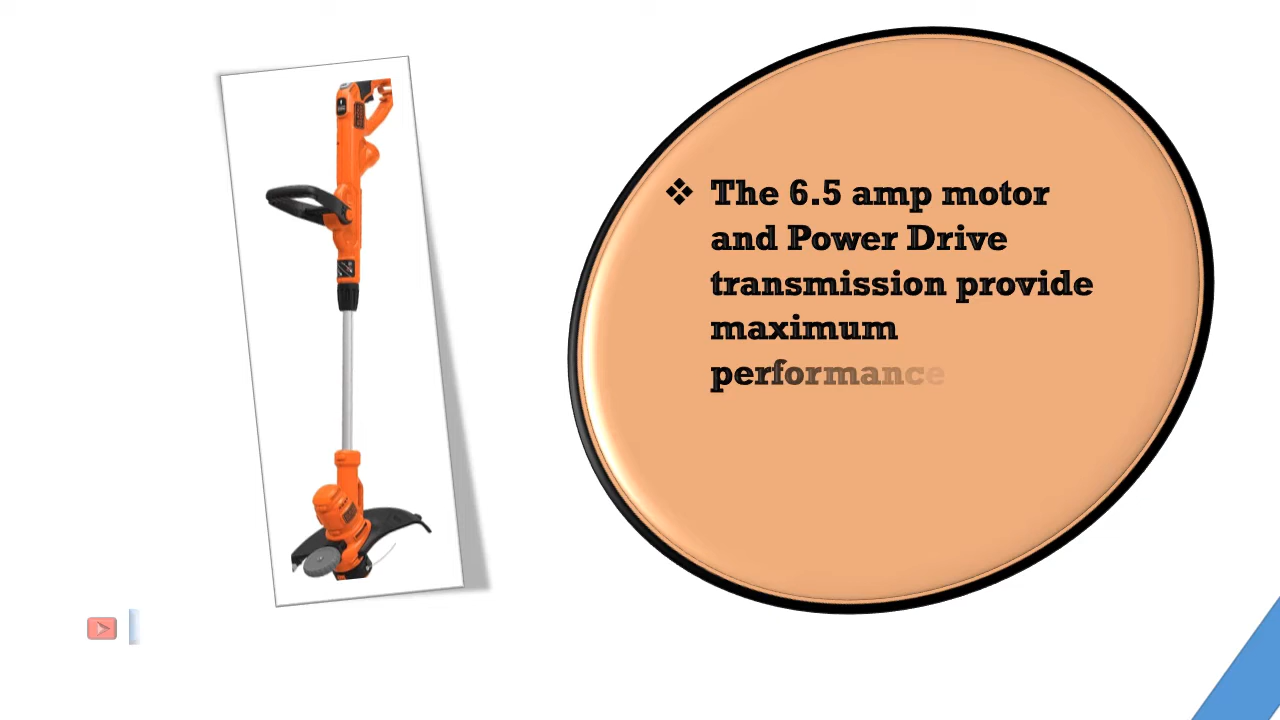 ❖ The 6.5 amp motor
and Power Drive
transmission provide
maximum
performance